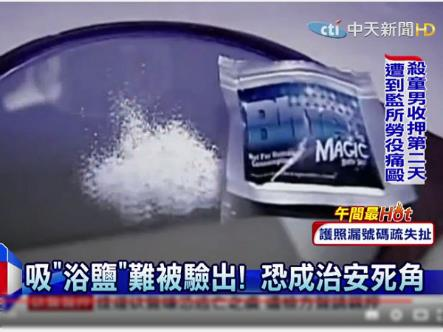 cti 中天新聞HD
殺童男收押第二天
遭到監所勞役痛毆
午間最Hot
護照漏號碼疏失扯
MAGIC
吸"浴鹽"難被驗出! 恐成治安死角